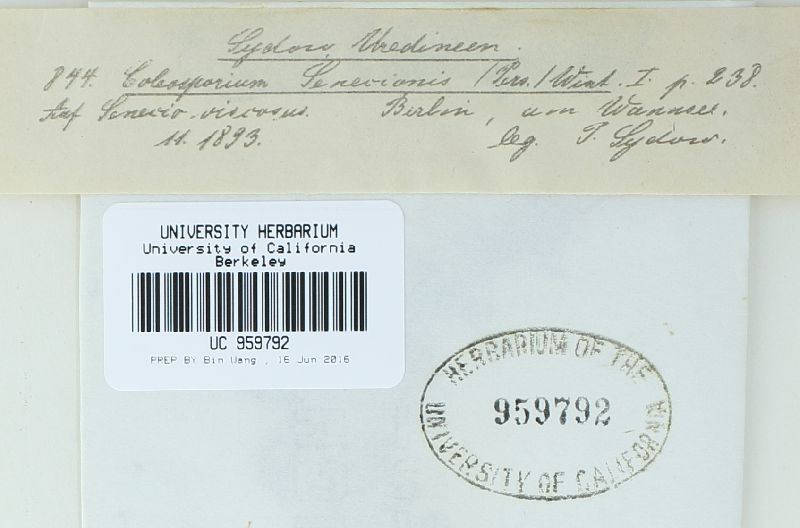 Sydow, Uredineen.
844. Coleosporium Senecionis (Pers.) Wint. I. p. 238.
Auf Senecio viscosus. Berlin, am Wannsee.
11. 1893. leg. P. Sydow.
UNIVERSITY HERBARIUM
University of California
Berkeley
UC 959792
PREP BY Bin Wang , 16 Jun 2016
HERBARIUM OF THE
959792
UNIVERSITY OF CALIFORNIA